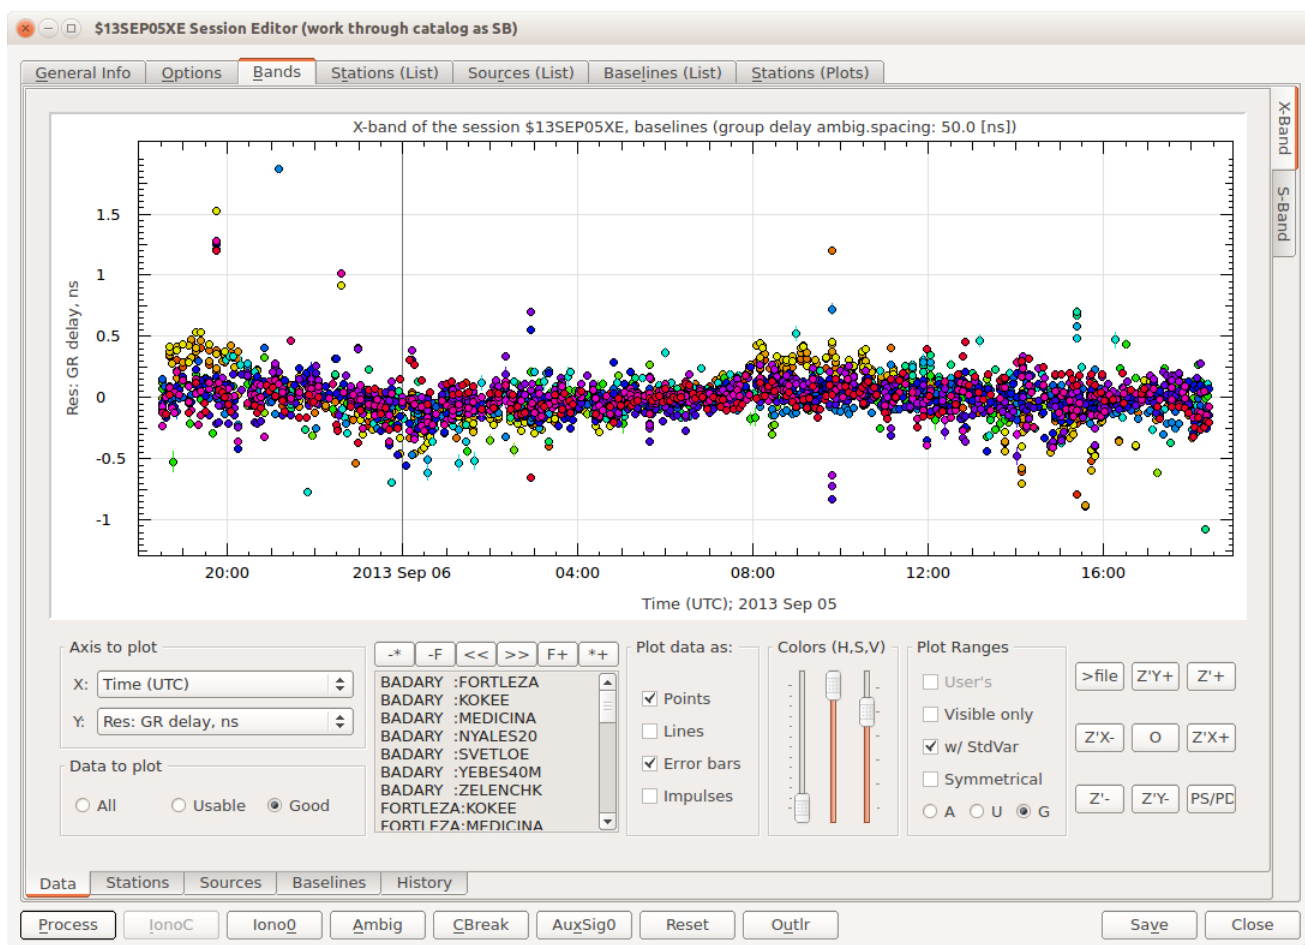 $13SEP05XE Session Editor (work through catalog as SB)
General Info Options Bands Stations (List) Sources (List) Baselines (List) Stations (Plots)
X-Band
S-Band
X-band of the session $13SEP05XE, baselines (group delay ambig.spacing: 50.0 [ns])
Res: GR delay, ns
1.5
1
0.5
0
-0.5
-1
20:00 2013 Sep 06 04:00 08:00 12:00 16:00
Time (UTC); 2013 Sep 05
Axis to plot
X: Time (UTC)
Y: Res: GR delay, ns
Data to plot
All Usable Good
-* -F << >> F+ *+
BADARY :FORTLEZA
BADARY :KOKEE
BADARY :MEDICINA
BADARY :NYALES20
BADARY :SVETLOE
BADARY :YEBES40M
BADARY :ZELENCHK
FORTLEZA:KOKEE
FORTLEZA:MEDICINA
Plot data as:
Points
Lines
Error bars
Impulses
Colors (H,S,V)
Plot Ranges
User's
Visible only
w/ StdVar
Symmetrical
A U G
>file Z'Y+ Z'+
Z'X- O Z'X+
Z'- Z'Y- PS/PD
Data Stations Sources Baselines History
Process IonoC Iono0 Ambig CBreak AuxSig0 Reset Outlr Save Close